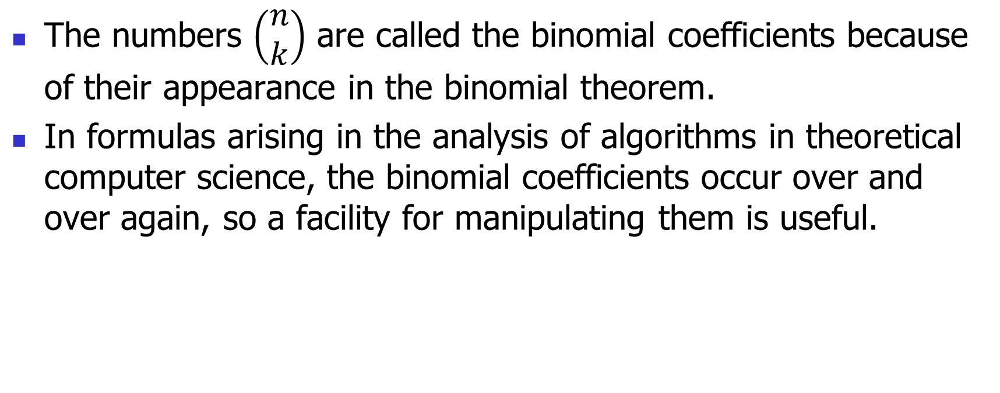 ▪ The numbers $\binom{n}{k}$ are called the binomial coefficients because
of their appearance in the binomial theorem.
▪ In formulas arising in the analysis of algorithms in theoretical
computer science, the binomial coefficients occur over and
over again, so a facility for manipulating them is useful.